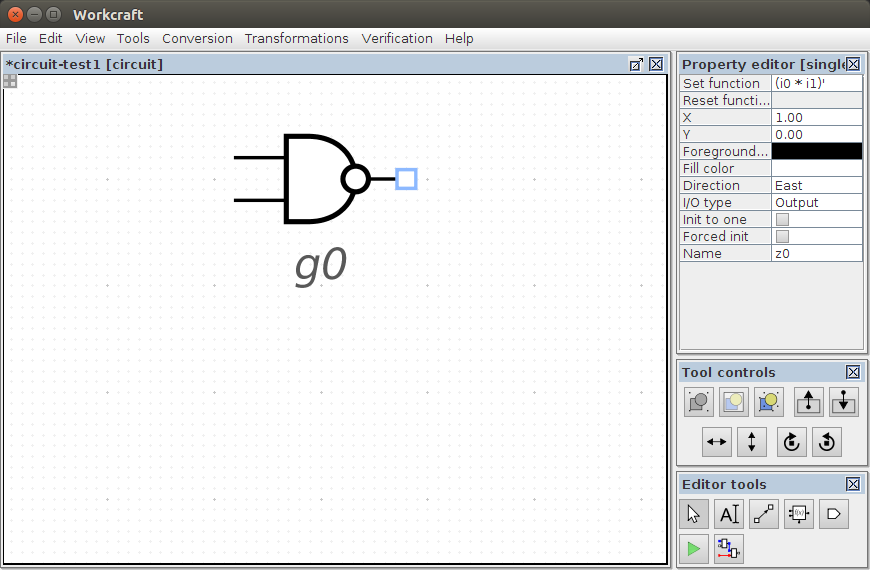 Workcraft
File Edit View Tools Conversion Transformations Verification Help
*circuit-test1 [circuit]
g0
Property editor [single
Set function (i0 * i1)'
Reset functi...
X 1.00
Y 0.00
Foreground...
Fill color
Direction East
I/O type Output
Init to one
Forced init
Name z0
Tool controls
Editor tools
A
f(x)